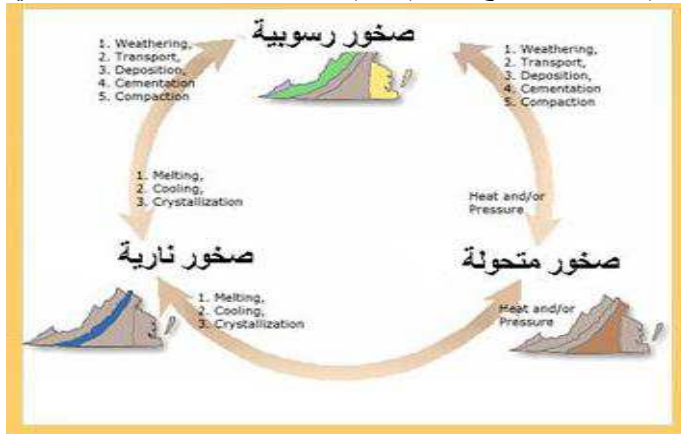 صخور رسوبية
1. Weathering,
2. Transport,
3. Deposition,
4. Cementation
5. Compaction
1. Weathering,
2. Transport,
3. Deposition,
4. Cementation
5. Compaction
1. Melting,
2. Cooling,
3. Crystallization
Heat and/or
Pressure
صخور نارية
صخور متحولة
1. Melting,
2. Cooling,
3. Crystallization
Heat and/or
Pressure